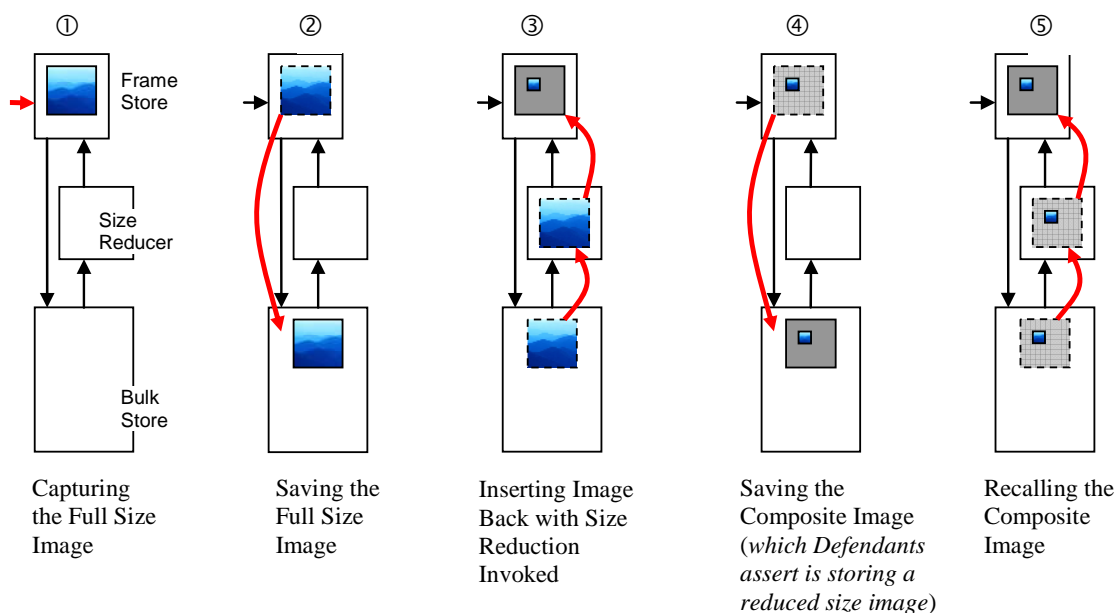 ① ② ③ ④ ⑤
Frame
Store
Size
Reducer
Bulk
Store
Capturing
the Full Size
Image
Saving the
Full Size
Image
Inserting Image
Back with Size
Reduction
Invoked
Saving the
Composite Image
(which Defendants
assert is storing a
reduced size image)
Recalling the
Composite
Image